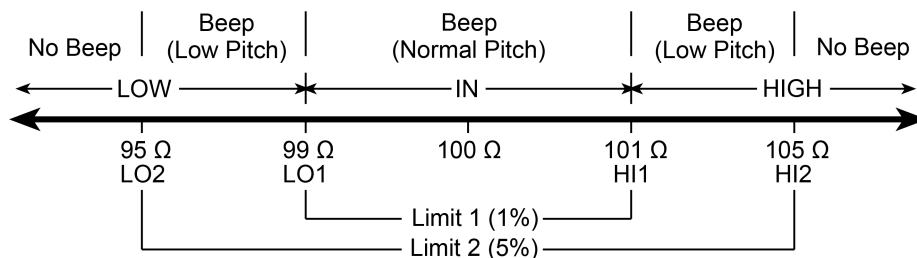 No Beep
Beep
(Low Pitch)
Beep
(Normal Pitch)
Beep
(Low Pitch)
No Beep
LOW IN HIGH
95 Ω 99 Ω 100 Ω 101 Ω 105 Ω
LO2 LO1 HI1 HI2
Limit 1 (1%)
Limit 2 (5%)